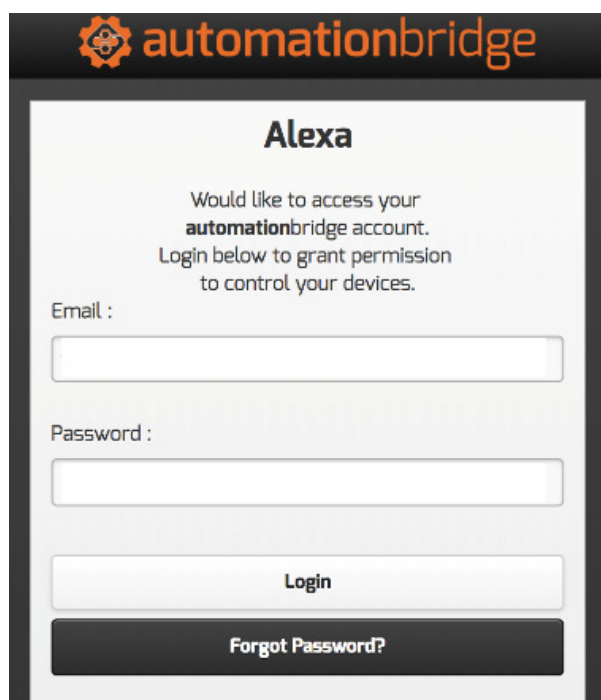 automationbridge
Alexa
Would like to access your
automationbridge account.
Login below to grant permission
to control your devices.
Email :
Password :
Login
Forgot Password?